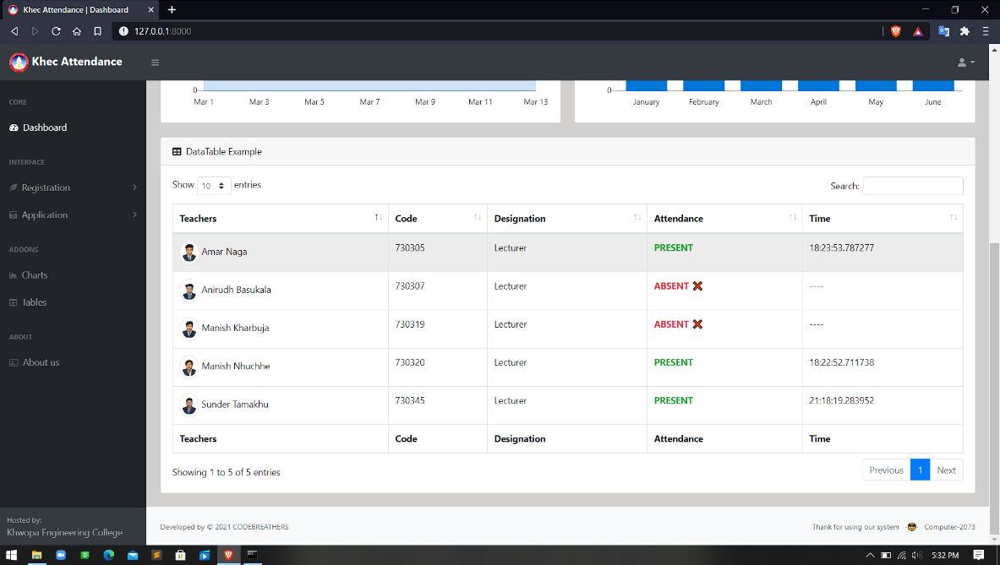 Khec Attendance | Dashboard
127.0.0.1:8000
Khec Attendance
0
Mar 1 Mar 3 Mar 5 Mar 7 Mar 9 Mar 11 Mar 13
0
January February March April May June
CORE
Dashboard
INTERFACE
Registration
Application
ADDONS
Charts
Tables
ABOUT
About us
Hosted by:
Khwopa Engineering College
DataTable Example
Show 10 entries
Search:
Teachers Code Designation Attendance Time
Amar Naga 730305 Lecturer PRESENT 18:23:53.787277
Anirudh Basukala 730307 Lecturer ABSENT ❌ ----
Manish Kharbuja 730319 Lecturer ABSENT ❌ ----
Manish Nhuchhe 730320 Lecturer PRESENT 18:22:52.711738
Sunder Tamakhu 730345 Lecturer PRESENT 21:18:19.283952
Teachers Code Designation Attendance Time
Showing 1 to 5 of 5 entries
Previous 1 Next
Developed by © 2021 CODEBREATHERS
Thank for using our system 😎 Computer-2073
5:32 PM